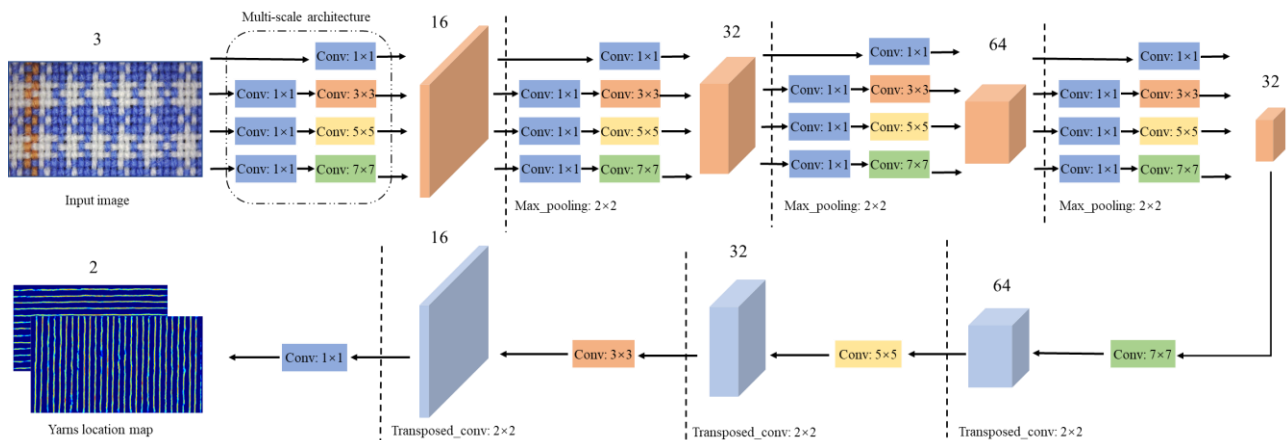 Multi-scale architecture
3
16
32
64
32
Conv: 1×1
Conv: 1×1
Conv: 1×1
Conv: 1×1
Conv: 1×1
Conv: 3×3
Conv: 1×1
Conv: 3×3
Conv: 1×1
Conv: 3×3
Conv: 1×1
Conv: 3×3
Conv: 1×1
Conv: 5×5
Conv: 1×1
Conv: 5×5
Conv: 1×1
Conv: 5×5
Conv: 1×1
Conv: 5×5
Conv: 1×1
Conv: 7×7
Conv: 1×1
Conv: 7×7
Conv: 1×1
Conv: 7×7
Conv: 1×1
Conv: 7×7
Input image
Max_pooling: 2×2
Max_pooling: 2×2
Max_pooling: 2×2
2
16
32
64
Conv: 1×1
Conv: 3×3
Conv: 5×5
Conv: 7×7
Yarns location map
Transposed_conv: 2×2
Transposed_conv: 2×2
Transposed_conv: 2×2